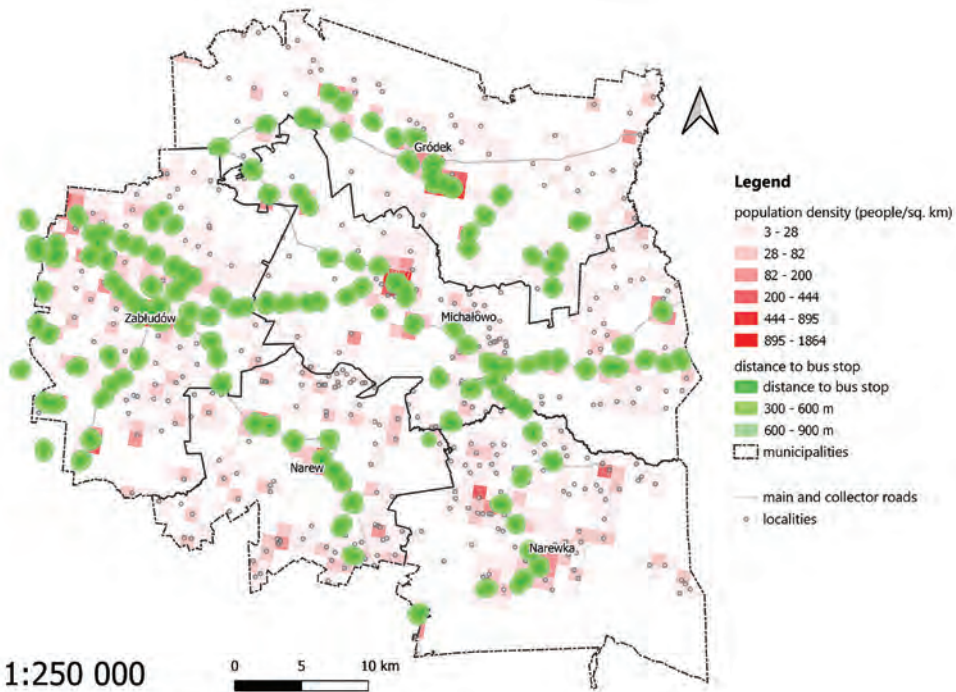 Gródek
Zabłudów
Michałowo
Narew
Narewka
Legend
population density (people/sq. km)
3 - 28
28 - 82
82 - 200
200 - 444
444 - 895
895 - 1864
distance to bus stop
distance to bus stop
300 - 600 m
600 - 900 m
municipalities
main and collector roads
localities
1:250 000
0 5 10 km